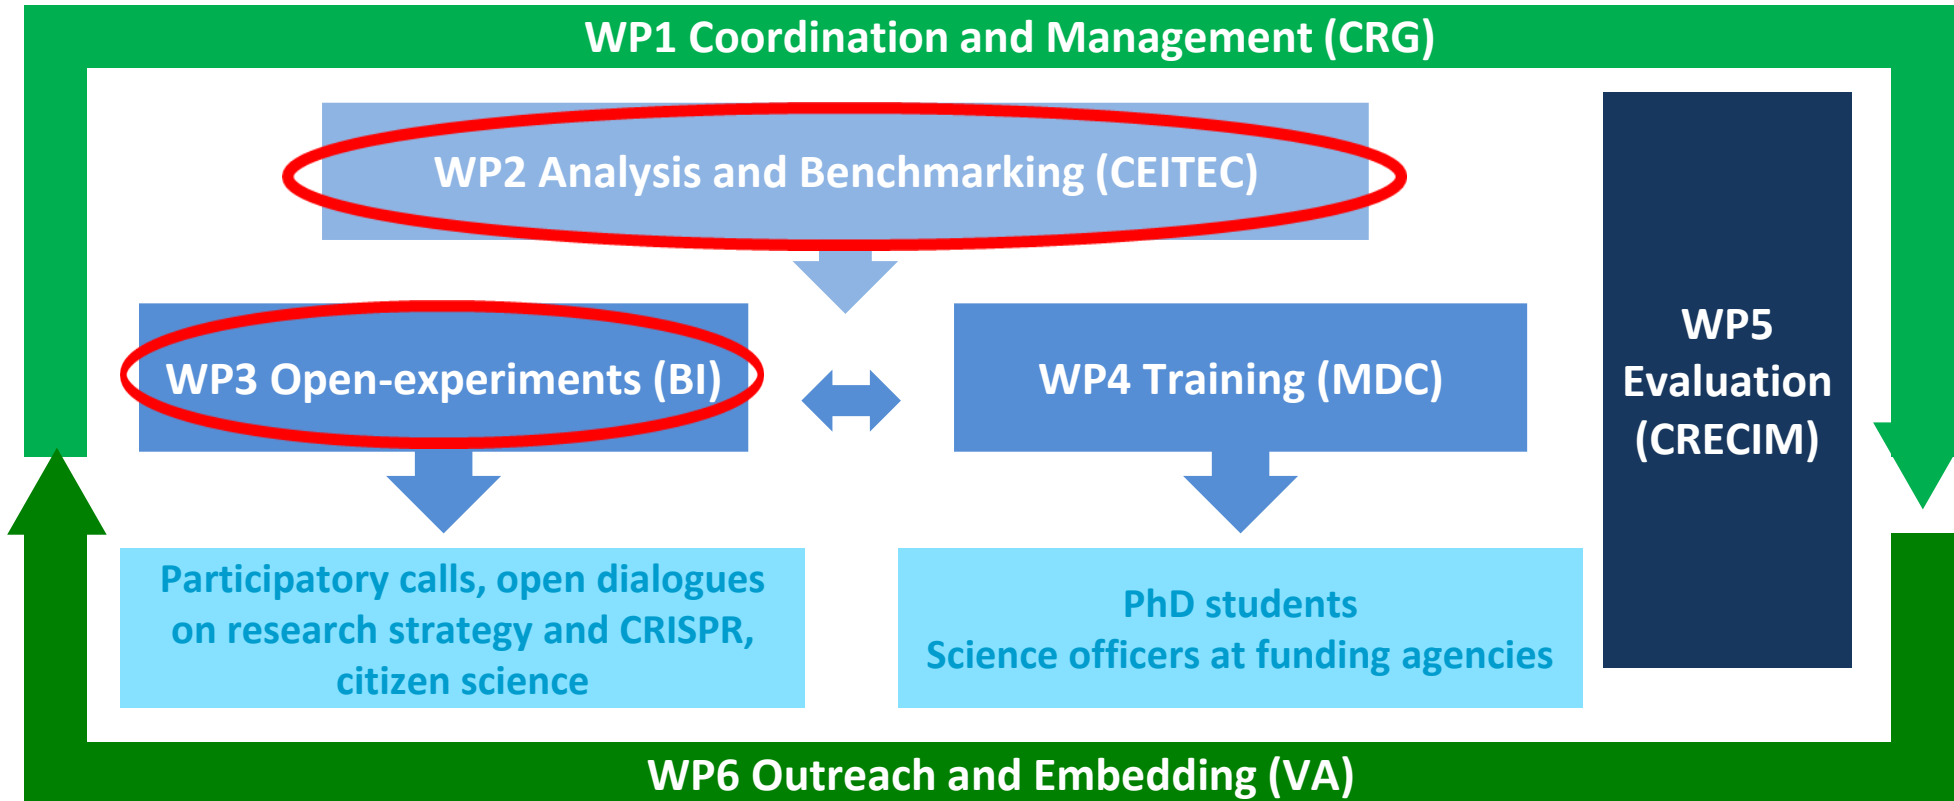 WP1 Coordination and Management (CRG)
WP2 Analysis and Benchmarking (CEITEC)
WP3 Open-experiments (BI)
WP4 Training (MDC)
WP5
Evaluation
(CRECIM)
Participatory calls, open dialogues
on research strategy and CRISPR,
citizen science
PhD students
Science officers at funding agencies
WP6 Outreach and Embedding (VA)